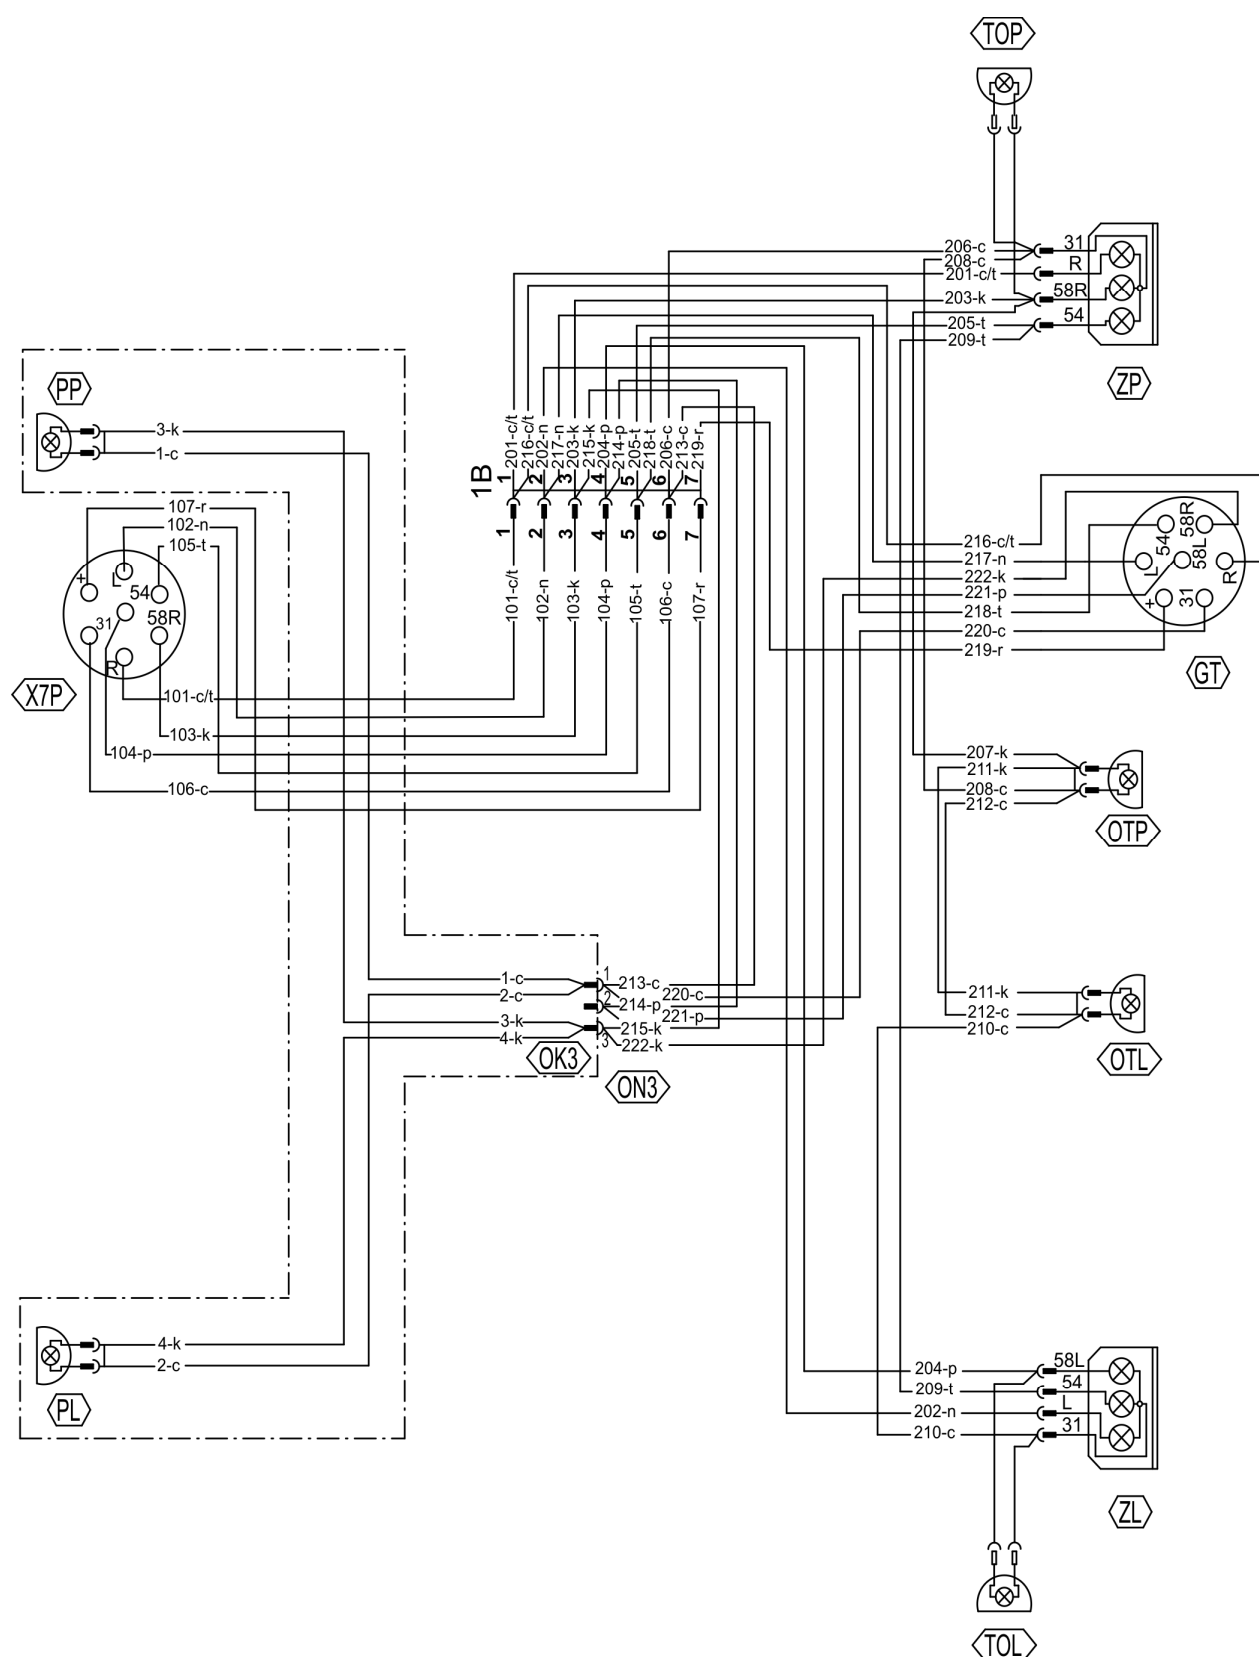 TOP
206-c
208-c
201-c/t
203-k
205-t
209-t
31
R
58R
54
ZP
PP
3-k
1-c
107-r
102-n
105-t
+
L
54
31
58R
R
X7P
101-c/t
103-k
104-p
106-c
1B
201-c/t
216-c/t
202-n
217-n
203-k
215-k
204-p
214-p
205-t
218-t
206-c
213-c
219-r
1
2
3
4
5
6
7
1
2
3
4
5
6
7
101-c/t
102-n
103-k
104-p
105-t
106-c
107-r
216-c/t
217-n
222-k
221-p
218-t
220-c
219-r
54
58R
58L
L
R
+
31
GT
207-k
211-k
208-c
212-c
OTP
1-c
2-c
3-k
4-k
1
2
3
213-c
220-c
214-p
221-p
215-k
222-k
OK3
ON3
211-k
212-c
210-c
OTL
4-k
2-c
PL
204-p
209-t
202-n
210-c
58L
54
L
31
ZL
TOL